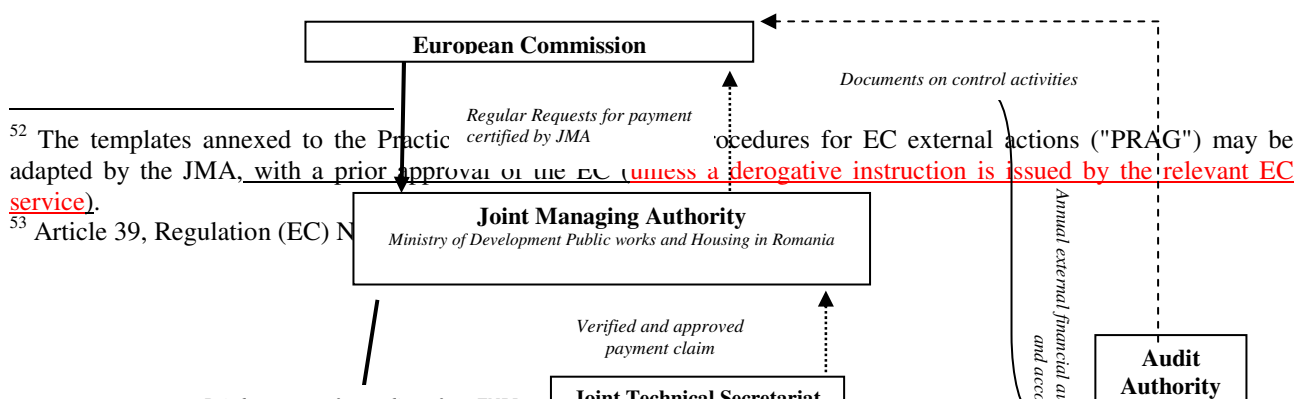 European Commission
Documents on control activities
Regular Requests for payment
certified by JMA
52 The templates annexed to the Practic ocedures for EC external actions ("PRAG") may be
adapted by the JMA, with a prior approval of the EC (unless a derogative instruction is issued by the relevant EC
service).
53 Article 39, Regulation (EC) N
Joint Managing Authority
Ministry of Development Public works and Housing in Romania
Annual external financial au
and acco
Verified and approved
payment claim
Audit
Authority
Joint Technical Secretariat